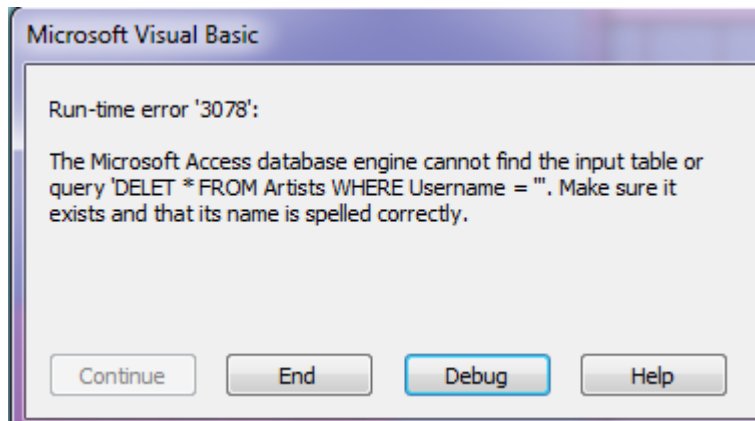 Microsoft Visual Basic
Run-time error '3078':
The Microsoft Access database engine cannot find the input table or
query 'DELET * FROM Artists WHERE Username = '''. Make sure it
exists and that its name is spelled correctly.
Continue
End
Debug
Help